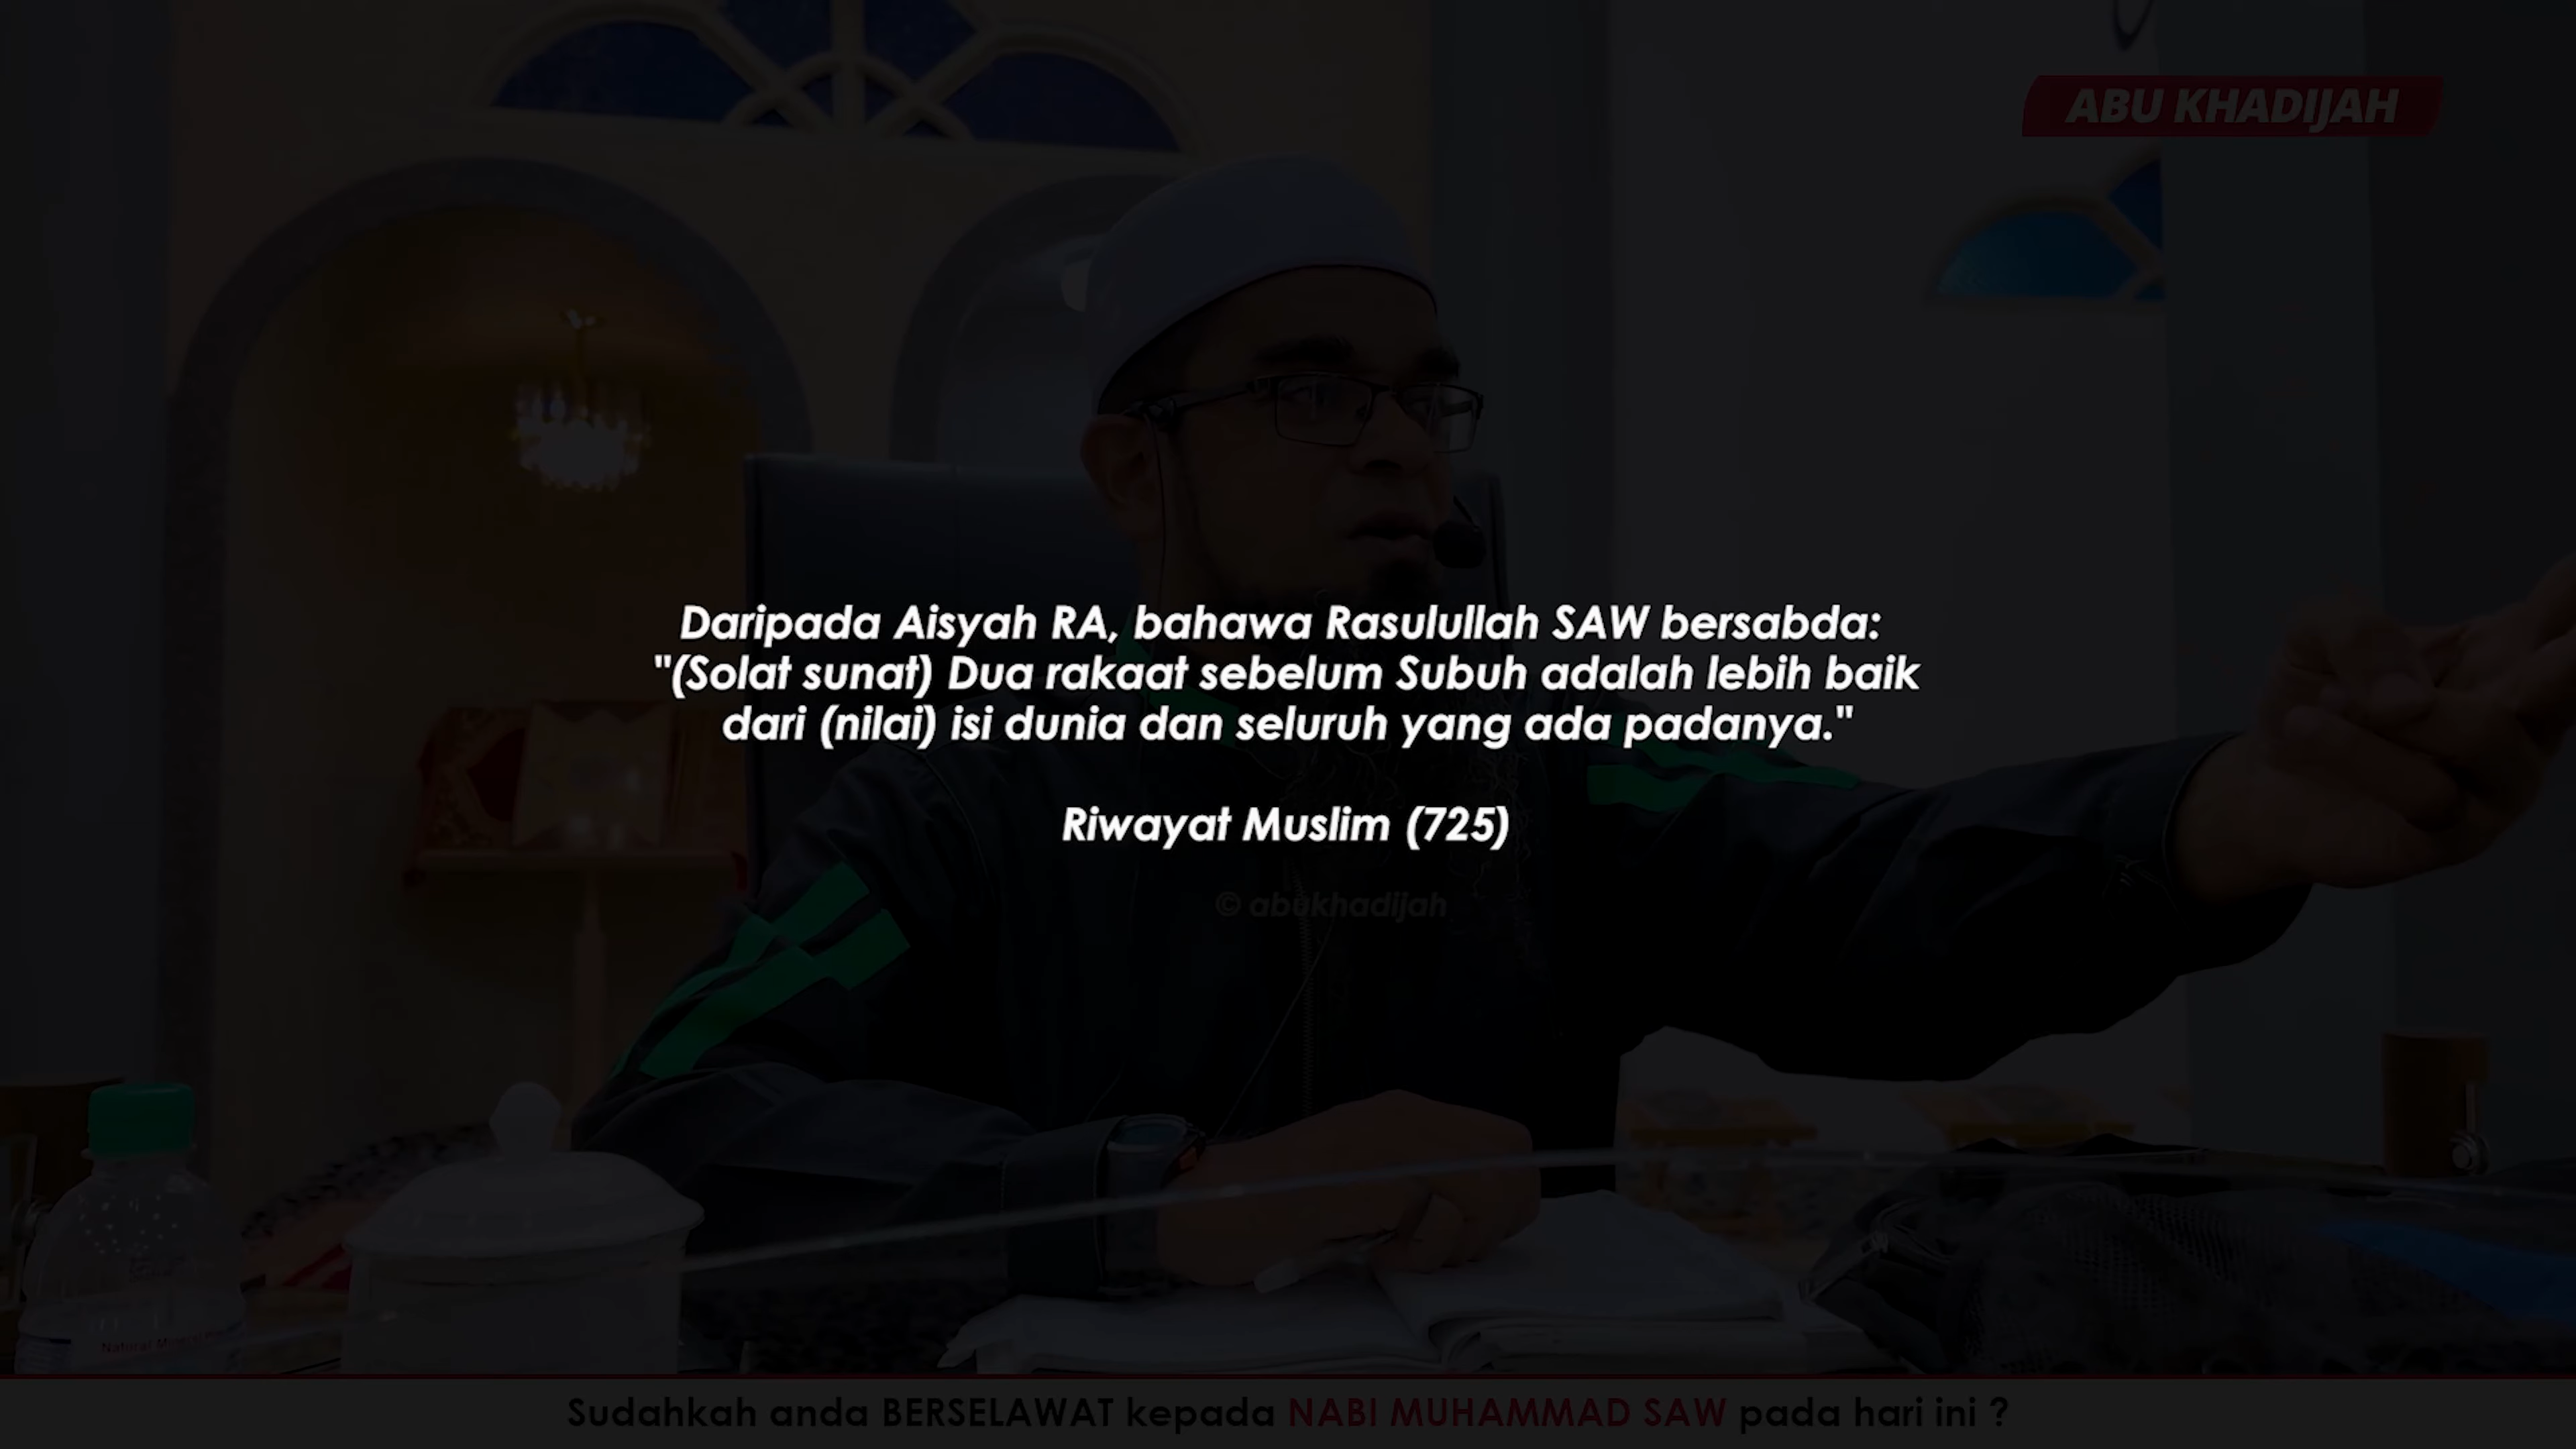 ABU KHADIJAH
Daripada Aisyah RA, bahawa Rasulullah SAW bersabda:
"(Solat sunat) Dua rakaat sebelum Subuh adalah lebih baik
dari (nilai) isi dunia dan seluruh yang ada padanya."
Riwayat Muslim (725)
© abukhadijah
Sudahkah anda BERSELAWAT kepada NABI MUHAMMAD SAW pada hari ini ?